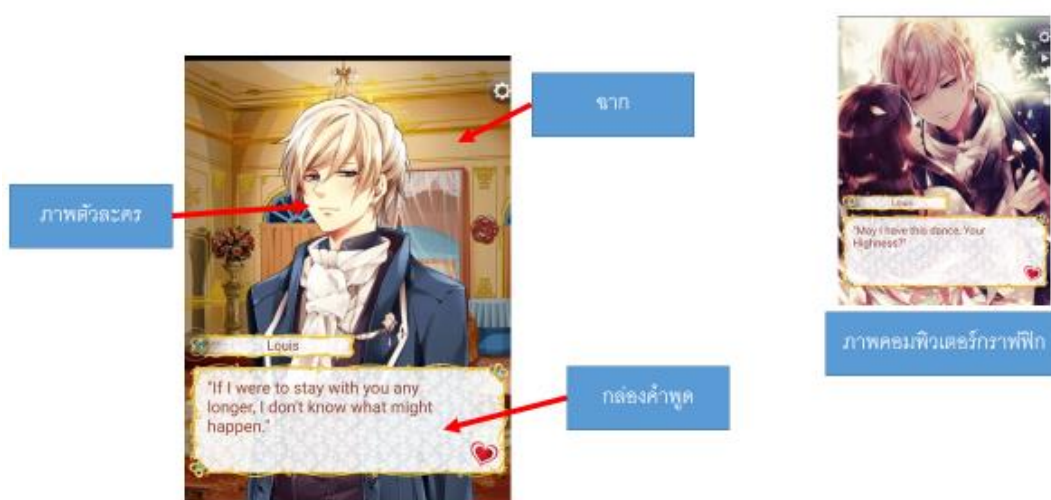 ฉาก
ภาพตัวละคร
Louis
"If I were to stay with you any
longer, I don't know what might
happen."
กล่องคำพูด
Louis
"May I have this dance, Your
Highness?"
ภาพคอมพิวเตอร์กราฟฟิก